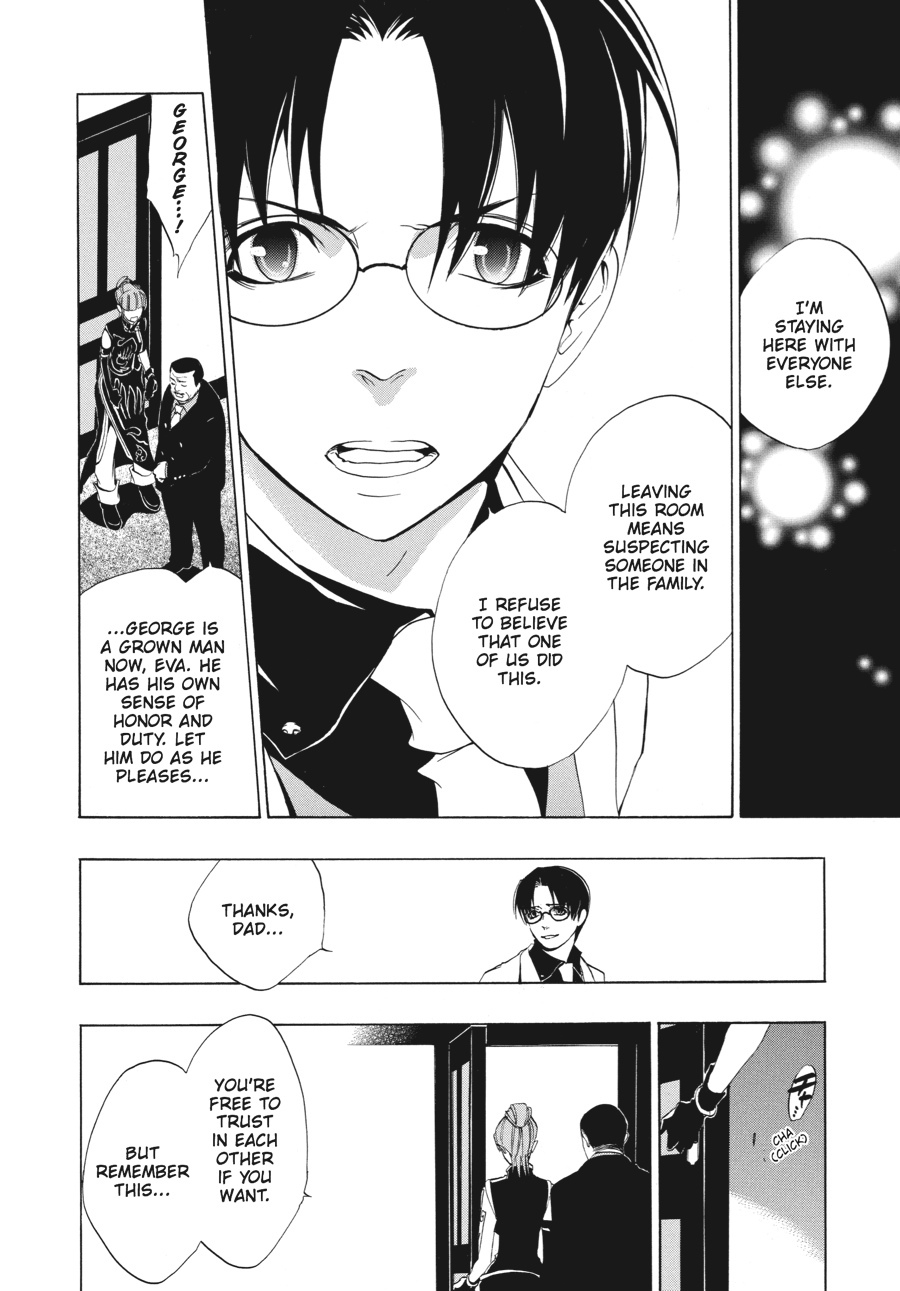 I'M
STAYING
HERE WITH
EVERYONE
ELSE.
LEAVING
THIS ROOM
MEANS
SUSPECTING
SOMEONE IN
THE FAMILY.
I REFUSE
TO BELIEVE
THAT ONE
OF US DID
THIS.
GEORGE...!
...GEORGE IS
A GROWN MAN
NOW, EVA. HE
HAS HIS OWN
SENSE OF
HONOR AND
DUTY. LET
HIM DO AS HE
PLEASES...
THANKS,
DAD...
CHA
(CLICK)
YOU'RE
FREE TO
TRUST
IN EACH
OTHER
IF YOU
WANT.
BUT
REMEMBER
THIS...